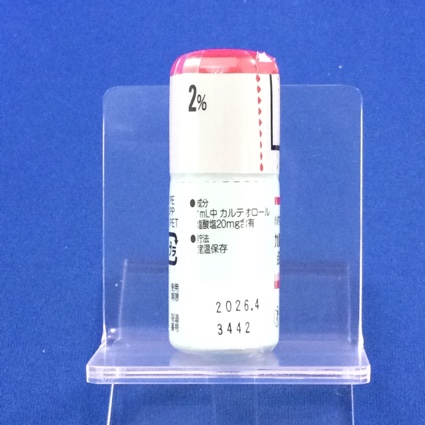 2%
●成分
1mL中 カルテオロール
塩酸塩20mg含有
●貯法
室温保存
2026.4
3442